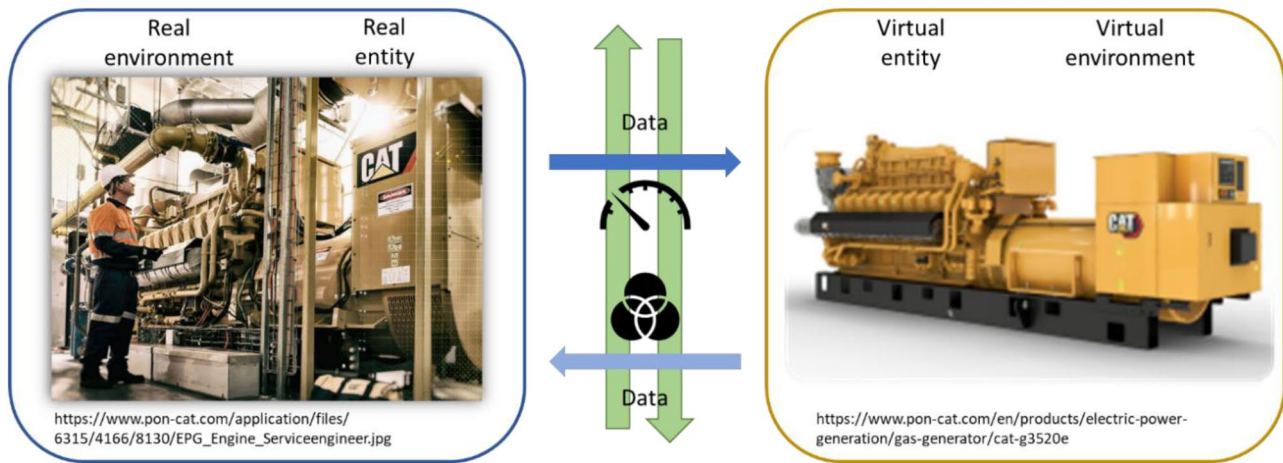 Real
environment
Real
entity
CAT
DANGER
https://www.pon-cat.com/application/files/
6315/4166/8130/EPG_Engine_Serviceengineer.jpg
Data
Data
Virtual
entity
Virtual
environment
CAT
https://www.pon-cat.com/en/products/electric-power-
generation/gas-generator/cat-g3520e